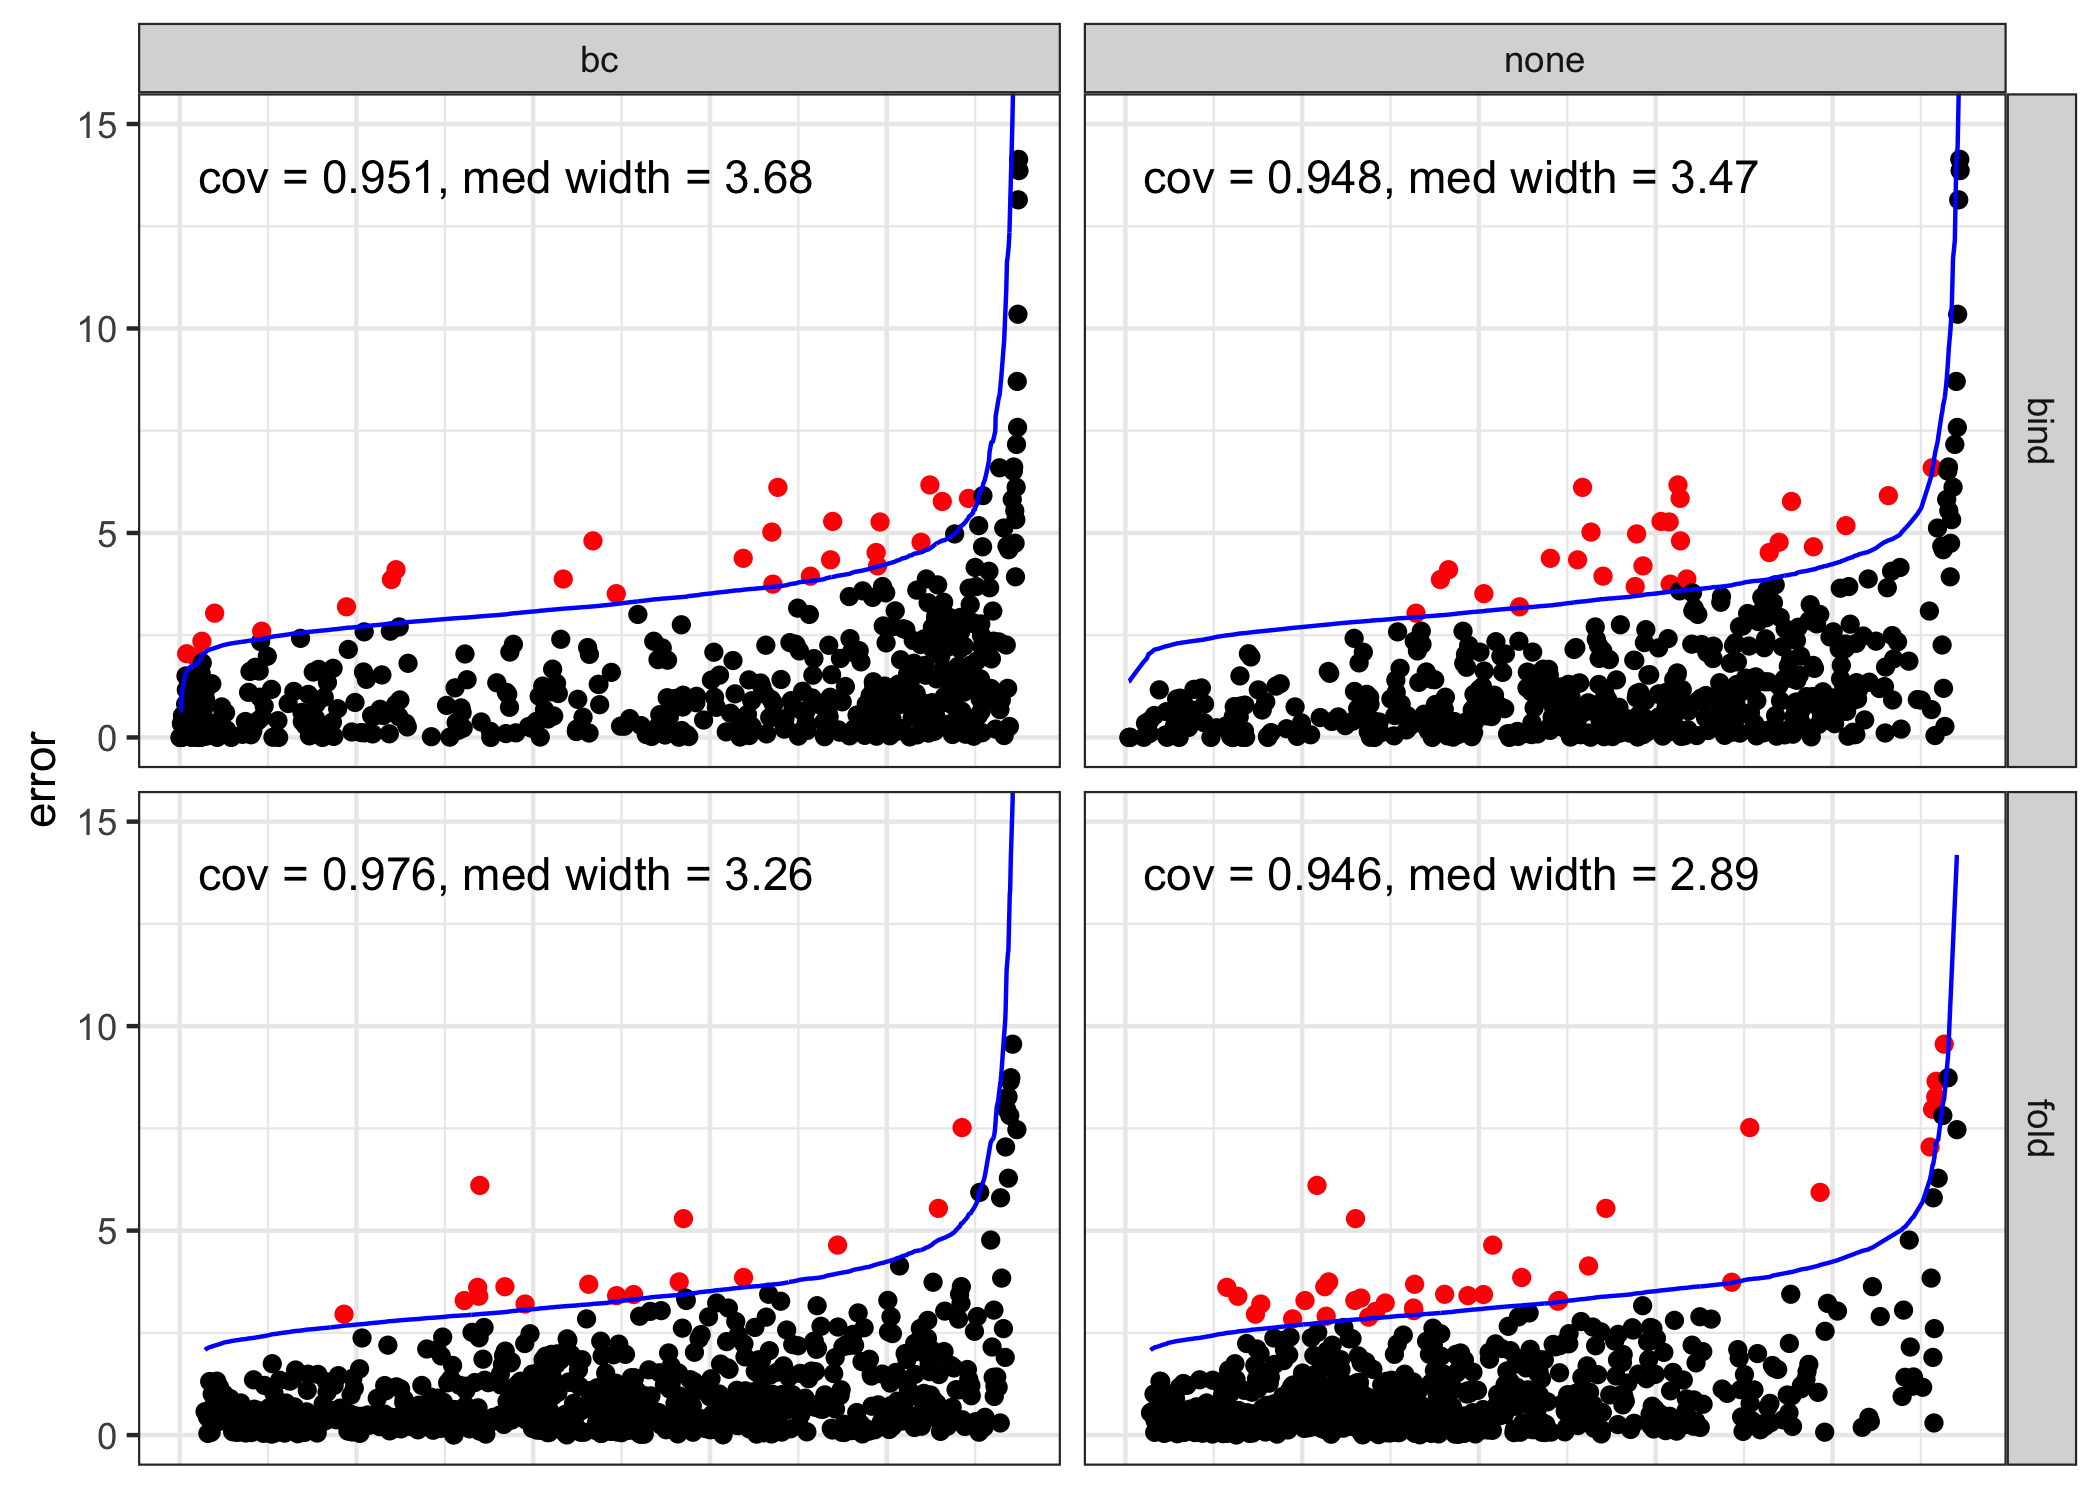 bc
none
15
10
5
0
cov = 0.951, med width = 3.68
cov = 0.948, med width = 3.47
bind
error
15
10
5
0
cov = 0.976, med width = 3.26
cov = 0.946, med width = 2.89
fold